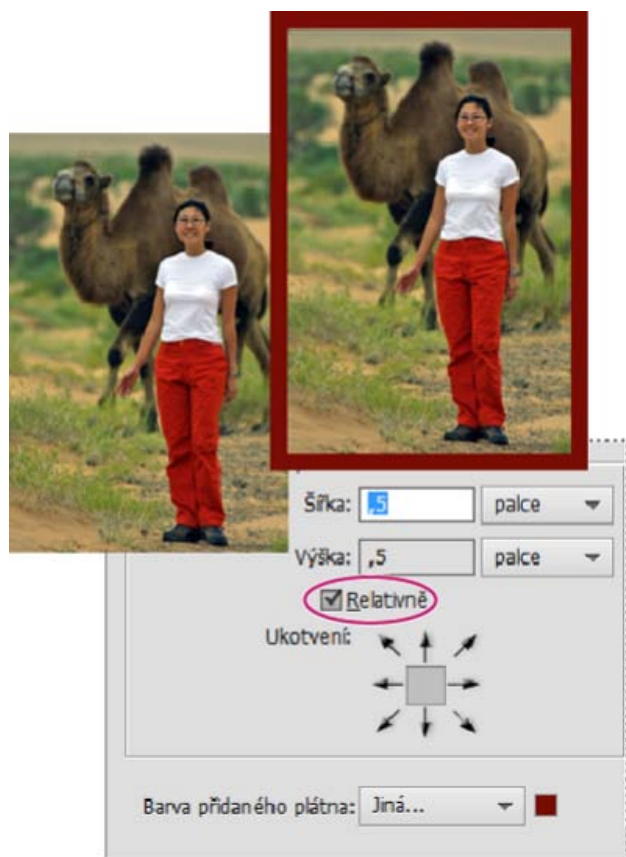 Šířka: ,5 palce
Výška: ,5 palce
Relativně
Ukotvení:
Barva přidaného plátna: Jiná...